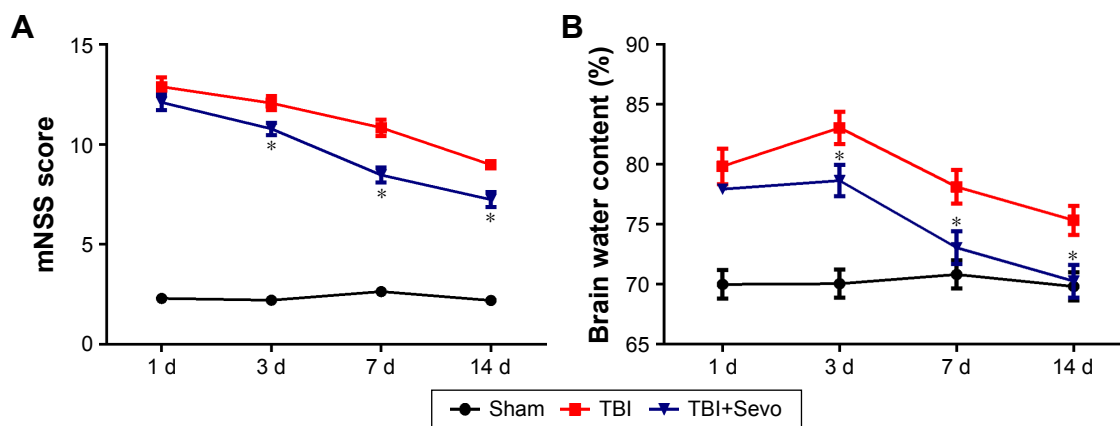 A
mNSS score
15
10
5
0
*
*
*
1 d 3 d 7 d 14 d
B
Brain water content (%)
90
85
80
75
70
65
*
*
*
1 d 3 d 7 d 14 d
Sham TBI TBI+Sevo